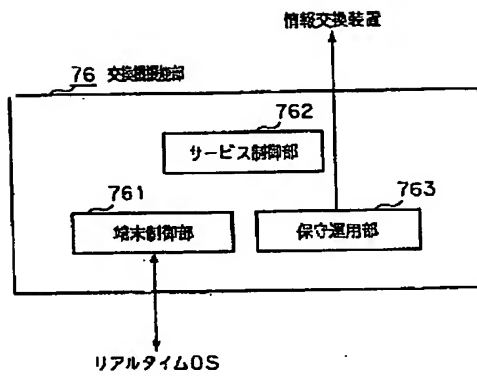 情報交換装置
76 交換機接続部
762
サービス制御部
761
端末制御部
763
保守運用部
リアルタイムOS